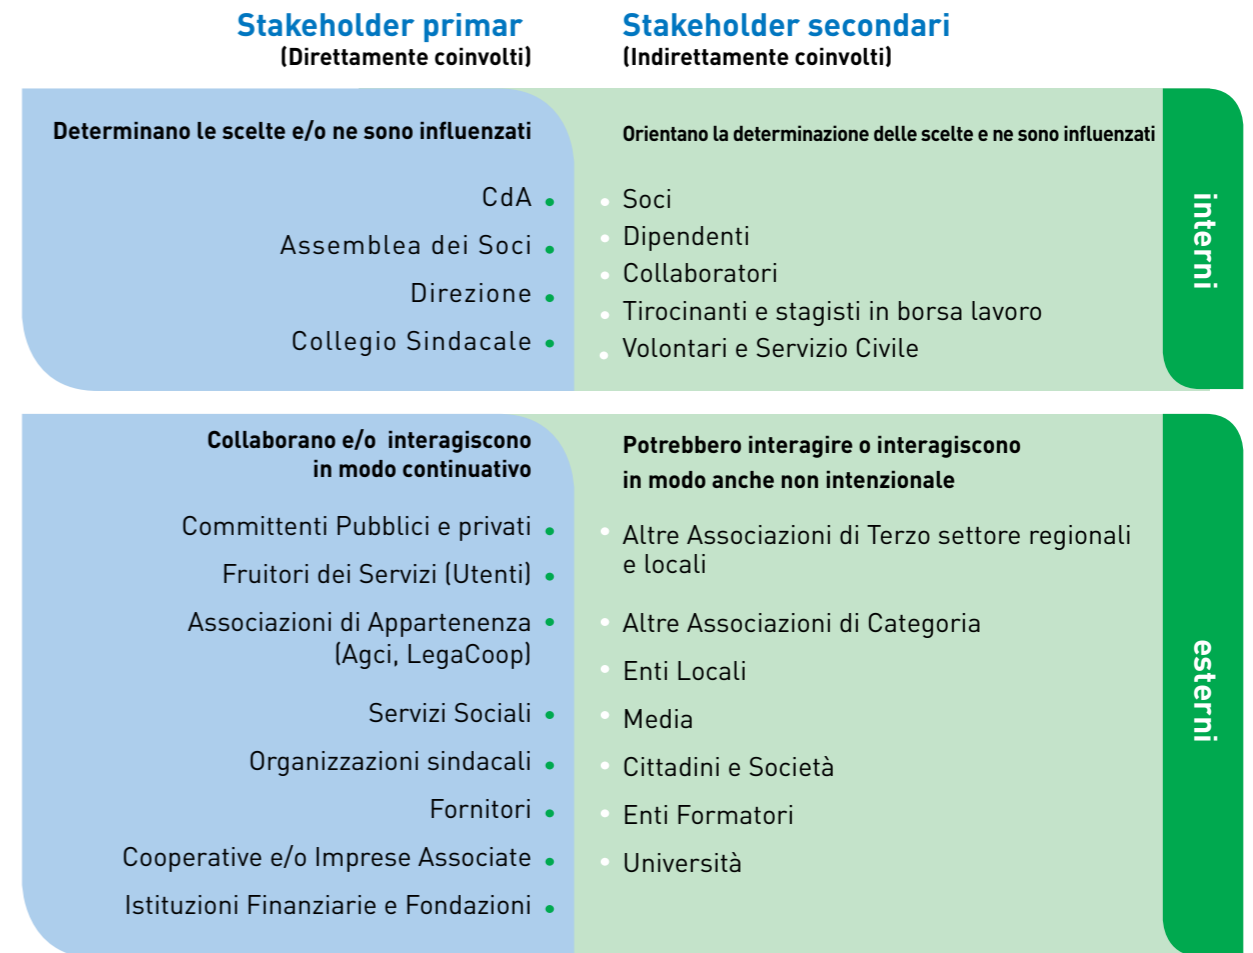 Stakeholder primar
(Direttamente coinvolti)
Stakeholder secondari
(Indirettamente coinvolti)
Determinano le scelte e/o ne sono influenzati
CdA
Assemblea dei Soci
Direzione
Collegio Sindacale
Orientano la determinazione delle scelte e ne sono influenzati
Soci
Dipendenti
Collaboratori
Tirocinanti e stagisti in borsa lavoro
Volontari e Servizio Civile
interni
Collaborano e/o interagiscono
in modo continuativo
Committenti Pubblici e privati
Fruitori dei Servizi (Utenti)
Associazioni di Appartenenza
(Agci, LegaCoop)
Servizi Sociali
Organizzazioni sindacali
Fornitori
Cooperative e/o Imprese Associate
Istituzioni Finanziarie e Fondazioni
Potrebbero interagire o interagiscono
in modo anche non intenzionale
Altre Associazioni di Terzo settore regionali
e locali
Altre Associazioni di Categoria
Enti Locali
Media
Cittadini e Società
Enti Formatori
Università
esterni